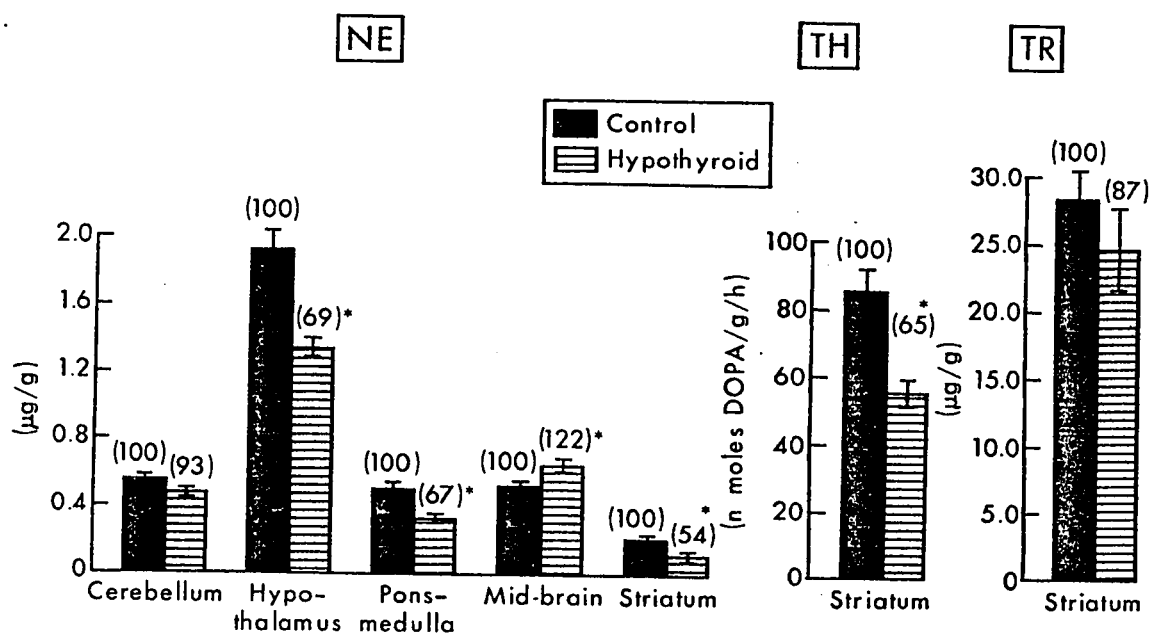 NE
TH
TR
Control
Hypothyroid
(µg/g)
2.0
1.6
1.2
0.8
0.4
0
(100)
(93)
(100)
(69)*
(100)
(67)*
(100)
(122)*
(100)
*
(54)
Cerebellum
Hypo–
thalamus
Pons–
medulla
Mid-brain
Striatum
(n moles DOPA/g/h)
100
80
60
40
20
0
(100)
*
(65)
Striatum
(µg/g)
30.0
25.0
20.0
15.0
10.0
5.0
0
(100)
(87)
Striatum